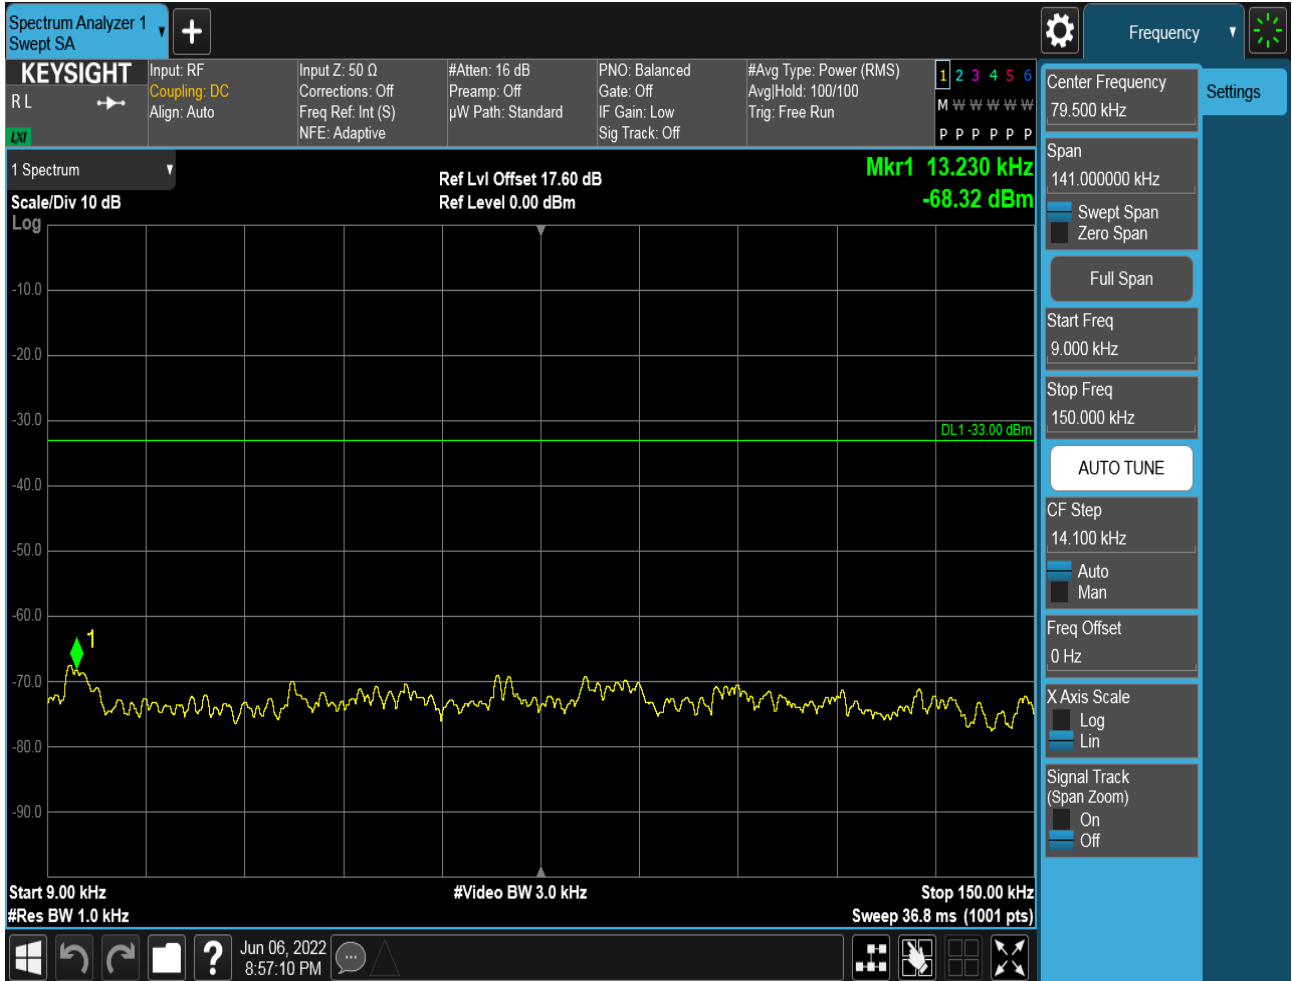 Spectrum Analyzer 1
Swept SA
+
Frequency
KEYSIGHT
R L
LXI
Input: RF
Coupling: DC
Align: Auto
Input Z: 50 Ω
Corrections: Off
Freq Ref: Int (S)
NFE: Adaptive
#Atten: 16 dB
Preamp: Off
µW Path: Standard
PNO: Balanced
Gate: Off
IF Gain: Low
Sig Track: Off
#Avg Type: Power (RMS)
Avg|Hold: 100/100
Trig: Free Run
1 2 3 4 5 6
M W W W W W
P P P P P P
1 Spectrum
Scale/Div 10 dB
Log
Ref Lvl Offset 17.60 dB
Ref Level 0.00 dBm
Mkr1 13.230 kHz
-68.32 dBm
-10.0
-20.0
-30.0
DL1 -33.00 dBm
-40.0
-50.0
-60.0
1
-70.0
-80.0
-90.0
Start 9.00 kHz
#Video BW 3.0 kHz
Stop 150.00 kHz
#Res BW 1.0 kHz
Sweep 36.8 ms (1001 pts)
?
Jun 06, 2022
8:57:10 PM
Center Frequency
79.500 kHz
Span
141.000000 kHz
Swept Span
Zero Span
Full Span
Start Freq
9.000 kHz
Stop Freq
150.000 kHz
AUTO TUNE
CF Step
14.100 kHz
Auto
Man
Freq Offset
0 Hz
X Axis Scale
Log
Lin
Signal Track
(Span Zoom)
On
Off
Settings